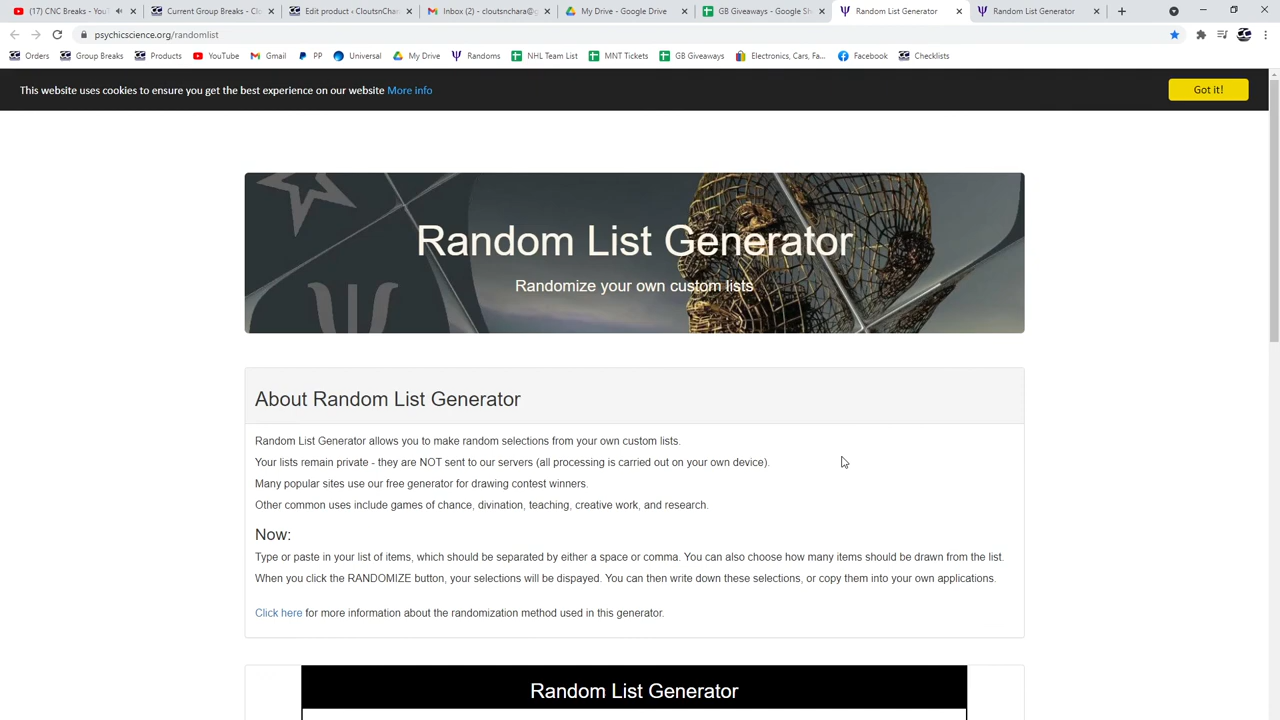 (17) CNC Breaks - YouT
Current Group Breaks - Clo
Edit product ‹ CloutsnChar
Inbox (2) - cloutsnchara@g
My Drive - Google Drive
GB Giveaways - Google She
Random List Generator
Random List Generator
psychicscience.org/randomlist
Orders
Group Breaks
Products
YouTube
Gmail
PP
Universal
My Drive
Randoms
NHL Team List
MNT Tickets
GB Giveaways
Electronics, Cars, Fa...
Facebook
Checklists
This website uses cookies to ensure you get the best experience on our website More info
Got it!
Random List Generator
Randomize your own custom lists
About Random List Generator
Random List Generator allows you to make random selections from your own custom lists.
Your lists remain private - they are NOT sent to our servers (all processing is carried out on your own device).
Many popular sites use our free generator for drawing contest winners.
Other common uses include games of chance, divination, teaching, creative work, and research.
Now:
Type or paste in your list of items, which should be separated by either a space or comma. You can also choose how many items should be drawn from the list.
When you click the RANDOMIZE button, your selections will be dispayed. You can then write down these selections, or copy them into your own applications.
Click here for more information about the randomization method used in this generator.
Random List Generator